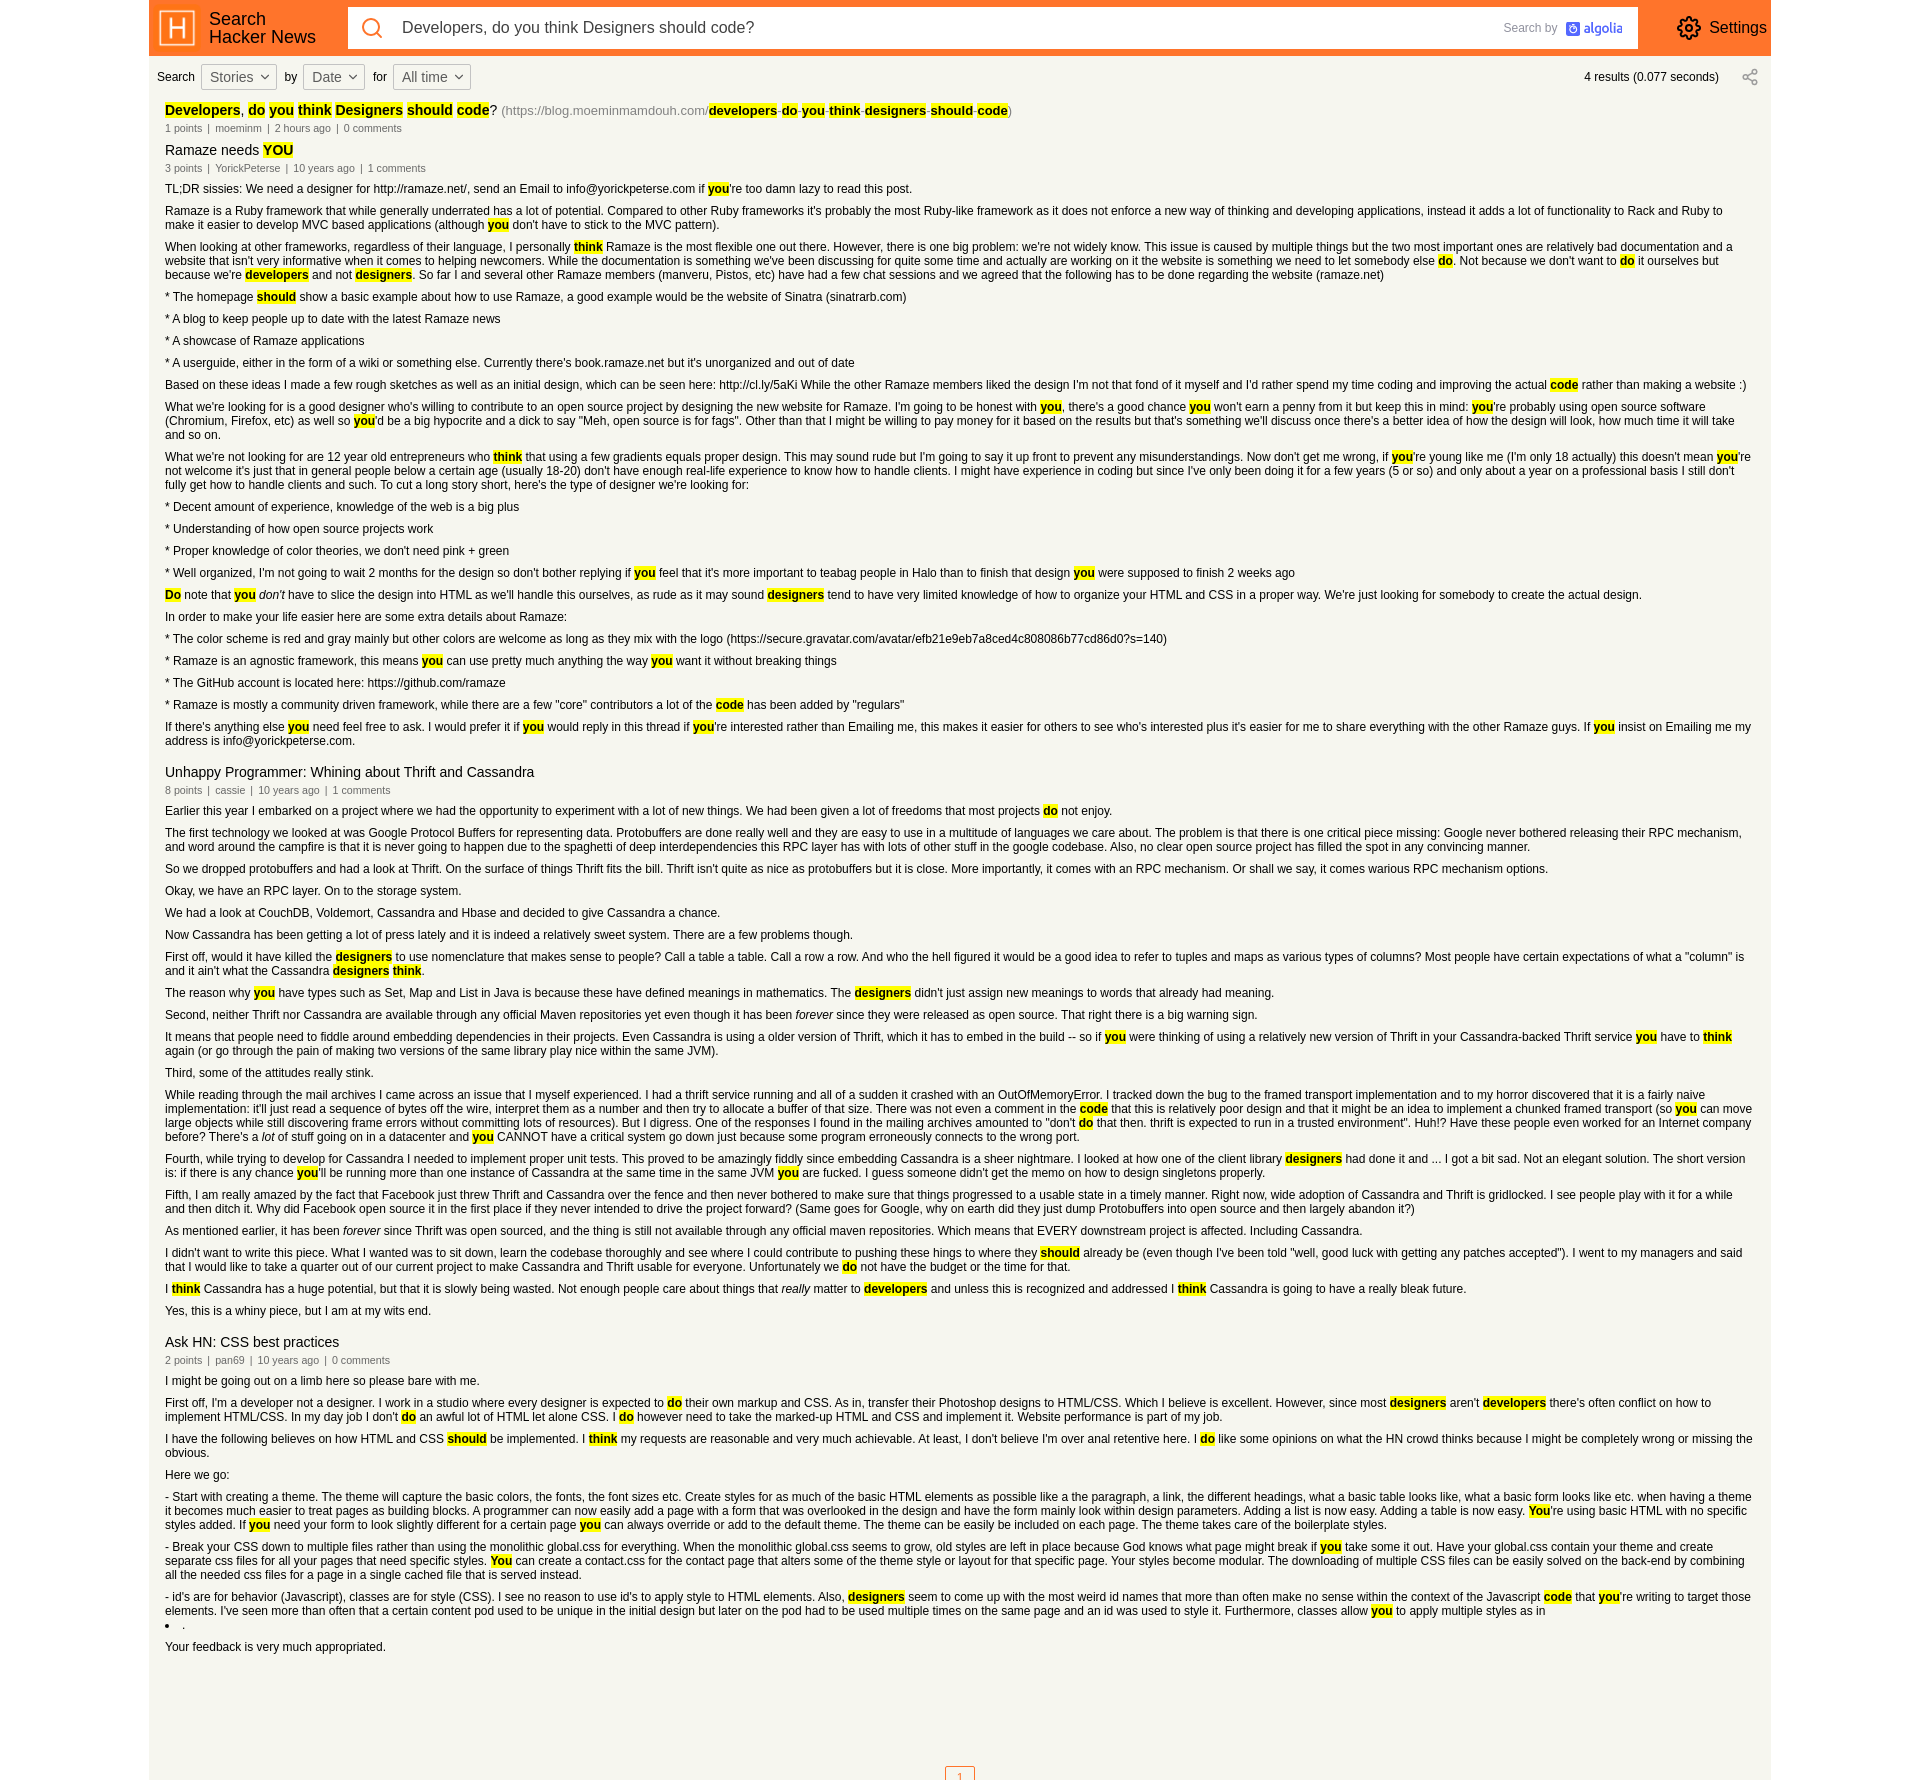 H
Search
Hacker News
Developers, do you think Designers should code?
Search by algolia
Settings
Search Stories by Date for All time
4 results (0.077 seconds)
Developers, do you think Designers should code? (https://blog.moeminmamdouh.com/developers-do-you-think-designers-should-code)
1 points | moeminm | 2 hours ago | 0 comments
Ramaze needs YOU
3 points | YorickPeterse | 10 years ago | 1 comments
TL;DR sissies: We need a designer for http://ramaze.net/, send an Email to info@yorickpeterse.com if you're too damn lazy to read this post.
Ramaze is a Ruby framework that while generally underrated has a lot of potential. Compared to other Ruby frameworks it's probably the most Ruby-like framework as it does not enforce a new way of thinking and developing applications, instead it adds a lot of functionality to Rack and Ruby to
make it easier to develop MVC based applications (although you don't have to stick to the MVC pattern).
When looking at other frameworks, regardless of their language, I personally think Ramaze is the most flexible one out there. However, there is one big problem: we're not widely know. This issue is caused by multiple things but the two most important ones are relatively bad documentation and a
website that isn't very informative when it comes to helping newcomers. While the documentation is something we've been discussing for quite some time and actually are working on it the website is something we need to let somebody else do. Not because we don't want to do it ourselves but
because we're developers and not designers. So far I and several other Ramaze members (manveru, Pistos, etc) have had a few chat sessions and we agreed that the following has to be done regarding the website (ramaze.net)
* The homepage should show a basic example about how to use Ramaze, a good example would be the website of Sinatra (sinatrarb.com)
* A blog to keep people up to date with the latest Ramaze news
* A showcase of Ramaze applications
* A userguide, either in the form of a wiki or something else. Currently there's book.ramaze.net but it's unorganized and out of date
Based on these ideas I made a few rough sketches as well as an initial design, which can be seen here: http://cl.ly/5aKi While the other Ramaze members liked the design I'm not that fond of it myself and I'd rather spend my time coding and improving the actual code rather than making a website :)
What we're looking for is a good designer who's willing to contribute to an open source project by designing the new website for Ramaze. I'm going to be honest with you, there's a good chance you won't earn a penny from it but keep this in mind: you're probably using open source software
(Chromium, Firefox, etc) as well so you'd be a big hypocrite and a dick to say "Meh, open source is for fags". Other than that I might be willing to pay money for it based on the results but that's something we'll discuss once there's a better idea of how the design will look, how much time it will take
and so on.
What we're not looking for are 12 year old entrepreneurs who think that using a few gradients equals proper design. This may sound rude but I'm going to say it up front to prevent any misunderstandings. Now don't get me wrong, if you're young like me (I'm only 18 actually) this doesn't mean you're
not welcome it's just that in general people below a certain age (usually 18-20) don't have enough real-life experience to know how to handle clients. I might have experience in coding but since I've only been doing it for a few years (5 or so) and only about a year on a professional basis I still don't
fully get how to handle clients and such. To cut a long story short, here's the type of designer we're looking for:
* Decent amount of experience, knowledge of the web is a big plus
* Understanding of how open source projects work
* Proper knowledge of color theories, we don't need pink + green
* Well organized, I'm not going to wait 2 months for the design so don't bother replying if you feel that it's more important to teabag people in Halo than to finish that design you were supposed to finish 2 weeks ago
Do note that you don't have to slice the design into HTML as we'll handle this ourselves, as rude as it may sound designers tend to have very limited knowledge of how to organize your HTML and CSS in a proper way. We're just looking for somebody to create the actual design.
In order to make your life easier here are some extra details about Ramaze:
* The color scheme is red and gray mainly but other colors are welcome as long as they mix with the logo (https://secure.gravatar.com/avatar/efb21e9eb7a8ced4c808086b77cd86d0?s=140)
* Ramaze is an agnostic framework, this means you can use pretty much anything the way you want it without breaking things
* The GitHub account is located here: https://github.com/ramaze
* Ramaze is mostly a community driven framework, while there are a few "core" contributors a lot of the code has been added by "regulars"
If there's anything else you need feel free to ask. I would prefer it if you would reply in this thread if you're interested rather than Emailing me, this makes it easier for others to see who's interested plus it's easier for me to share everything with the other Ramaze guys. If you insist on Emailing me my
address is info@yorickpeterse.com.
Unhappy Programmer: Whining about Thrift and Cassandra
8 points | cassie | 10 years ago | 1 comments
Earlier this year I embarked on a project where we had the opportunity to experiment with a lot of new things. We had been given a lot of freedoms that most projects do not enjoy.
The first technology we looked at was Google Protocol Buffers for representing data. Protobuffers are done really well and they are easy to use in a multitude of languages we care about. The problem is that there is one critical piece missing: Google never bothered releasing their RPC mechanism,
and word around the campfire is that it is never going to happen due to the spaghetti of deep interdependencies this RPC layer has with lots of other stuff in the google codebase. Also, no clear open source project has filled the spot in any convincing manner.
So we dropped protobuffers and had a look at Thrift. On the surface of things Thrift fits the bill. Thrift isn't quite as nice as protobuffers but it is close. More importantly, it comes with an RPC mechanism. Or shall we say, it comes warious RPC mechanism options.
Okay, we have an RPC layer. On to the storage system.
We had a look at CouchDB, Voldemort, Cassandra and Hbase and decided to give Cassandra a chance.
Now Cassandra has been getting a lot of press lately and it is indeed a relatively sweet system. There are a few problems though.
First off, would it have killed the designers to use nomenclature that makes sense to people? Call a table a table. Call a row a row. And who the hell figured it would be a good idea to refer to tuples and maps as various types of columns? Most people have certain expectations of what a "column" is
and it ain't what the Cassandra designers think.
The reason why you have types such as Set, Map and List in Java is because these have defined meanings in mathematics. The designers didn't just assign new meanings to words that already had meaning.
Second, neither Thrift nor Cassandra are available through any official Maven repositories yet even though it has been forever since they were released as open source. That right there is a big warning sign.
It means that people need to fiddle around embedding dependencies in their projects. Even Cassandra is using a older version of Thrift, which it has to embed in the build -- so if you were thinking of using a relatively new version of Thrift in your Cassandra-backed Thrift service you have to think
again (or go through the pain of making two versions of the same library play nice within the same JVM).
Third, some of the attitudes really stink.
While reading through the mail archives I came across an issue that I myself experienced. I had a thrift service running and all of a sudden it crashed with an OutOfMemoryError. I tracked down the bug to the framed transport implementation and to my horror discovered that it is a fairly naive
implementation: it'll just read a sequence of bytes off the wire, interpret them as a number and then try to allocate a buffer of that size. There was not even a comment in the code that this is relatively poor design and that it might be an idea to implement a chunked framed transport (so you can move
large objects while still discovering frame errors without committing lots of resources). But I digress. One of the responses I found in the mailing archives amounted to "don't do that then. thrift is expected to run in a trusted environment". Huh!? Have these people even worked for an Internet company
before? There's a lot of stuff going on in a datacenter and you CANNOT have a critical system go down just because some program erroneously connects to the wrong port.
Fourth, while trying to develop for Cassandra I needed to implement proper unit tests. This proved to be amazingly fiddly since embedding Cassandra is a sheer nightmare. I looked at how one of the client library designers had done it and ... I got a bit sad. Not an elegant solution. The short version
is: if there is any chance you'll be running more than one instance of Cassandra at the same time in the same JVM you are fucked. I guess someone didn't get the memo on how to design singletons properly.
Fifth, I am really amazed by the fact that Facebook just threw Thrift and Cassandra over the fence and then never bothered to make sure that things progressed to a usable state in a timely manner. Right now, wide adoption of Cassandra and Thrift is gridlocked. I see people play with it for a while
and then ditch it. Why did Facebook open source it in the first place if they never intended to drive the project forward? (Same goes for Google, why on earth did they just dump Protobuffers into open source and then largely abandon it?)
As mentioned earlier, it has been forever since Thrift was open sourced, and the thing is still not available through any official maven repositories. Which means that EVERY downstream project is affected. Including Cassandra.
I didn't want to write this piece. What I wanted was to sit down, learn the codebase thoroughly and see where I could contribute to pushing these hings to where they should already be (even though I've been told "well, good luck with getting any patches accepted"). I went to my managers and said
that I would like to take a quarter out of our current project to make Cassandra and Thrift usable for everyone. Unfortunately we do not have the budget or the time for that.
I think Cassandra has a huge potential, but that it is slowly being wasted. Not enough people care about things that really matter to developers and unless this is recognized and addressed I think Cassandra is going to have a really bleak future.
Yes, this is a whiny piece, but I am at my wits end.
Ask HN: CSS best practices
2 points | pan69 | 10 years ago | 0 comments
I might be going out on a limb here so please bare with me.
First off, I'm a developer not a designer. I work in a studio where every designer is expected to do their own markup and CSS. As in, transfer their Photoshop designs to HTML/CSS. Which I believe is excellent. However, since most designers aren't developers there's often conflict on how to
implement HTML/CSS. In my day job I don't do an awful lot of HTML let alone CSS. I do however need to take the marked-up HTML and CSS and implement it. Website performance is part of my job.
I have the following believes on how HTML and CSS should be implemented. I think my requests are reasonable and very much achievable. At least, I don't believe I'm over anal retentive here. I do like some opinions on what the HN crowd thinks because I might be completely wrong or missing the
obvious.
Here we go:
- Start with creating a theme. The theme will capture the basic colors, the fonts, the font sizes etc. Create styles for as much of the basic HTML elements as possible like a the paragraph, a link, the different headings, what a basic table looks like, what a basic form looks like etc. when having a theme
it becomes much easier to treat pages as building blocks. A programmer can now easily add a page with a form that was overlooked in the design and have the form mainly look within design parameters. Adding a list is now easy. Adding a table is now easy. You're using basic HTML with no specific
styles added. If you need your form to look slightly different for a certain page you can always override or add to the default theme. The theme can be easily be included on each page. The theme takes care of the boilerplate styles.
- Break your CSS down to multiple files rather than using the monolithic global.css for everything. When the monolithic global.css seems to grow, old styles are left in place because God knows what page might break if you take some it out. Have your global.css contain your theme and create
separate css files for all your pages that need specific styles. You can create a contact.css for the contact page that alters some of the theme style or layout for that specific page. Your styles become modular. The downloading of multiple CSS files can be easily solved on the back-end by combining
all the needed css files for a page in a single cached file that is served instead.
- id's are for behavior (Javascript), classes are for style (CSS). I see no reason to use id's to apply style to HTML elements. Also, designers seem to come up with the most weird id names that more than often make no sense within the context of the Javascript code that you're writing to target those
elements. I've seen more than often that a certain content pod used to be unique in the initial design but later on the pod had to be used multiple times on the same page and an id was used to style it. Furthermore, classes allow you to apply multiple styles as in
• .
Your feedback is very much appropriated.
1